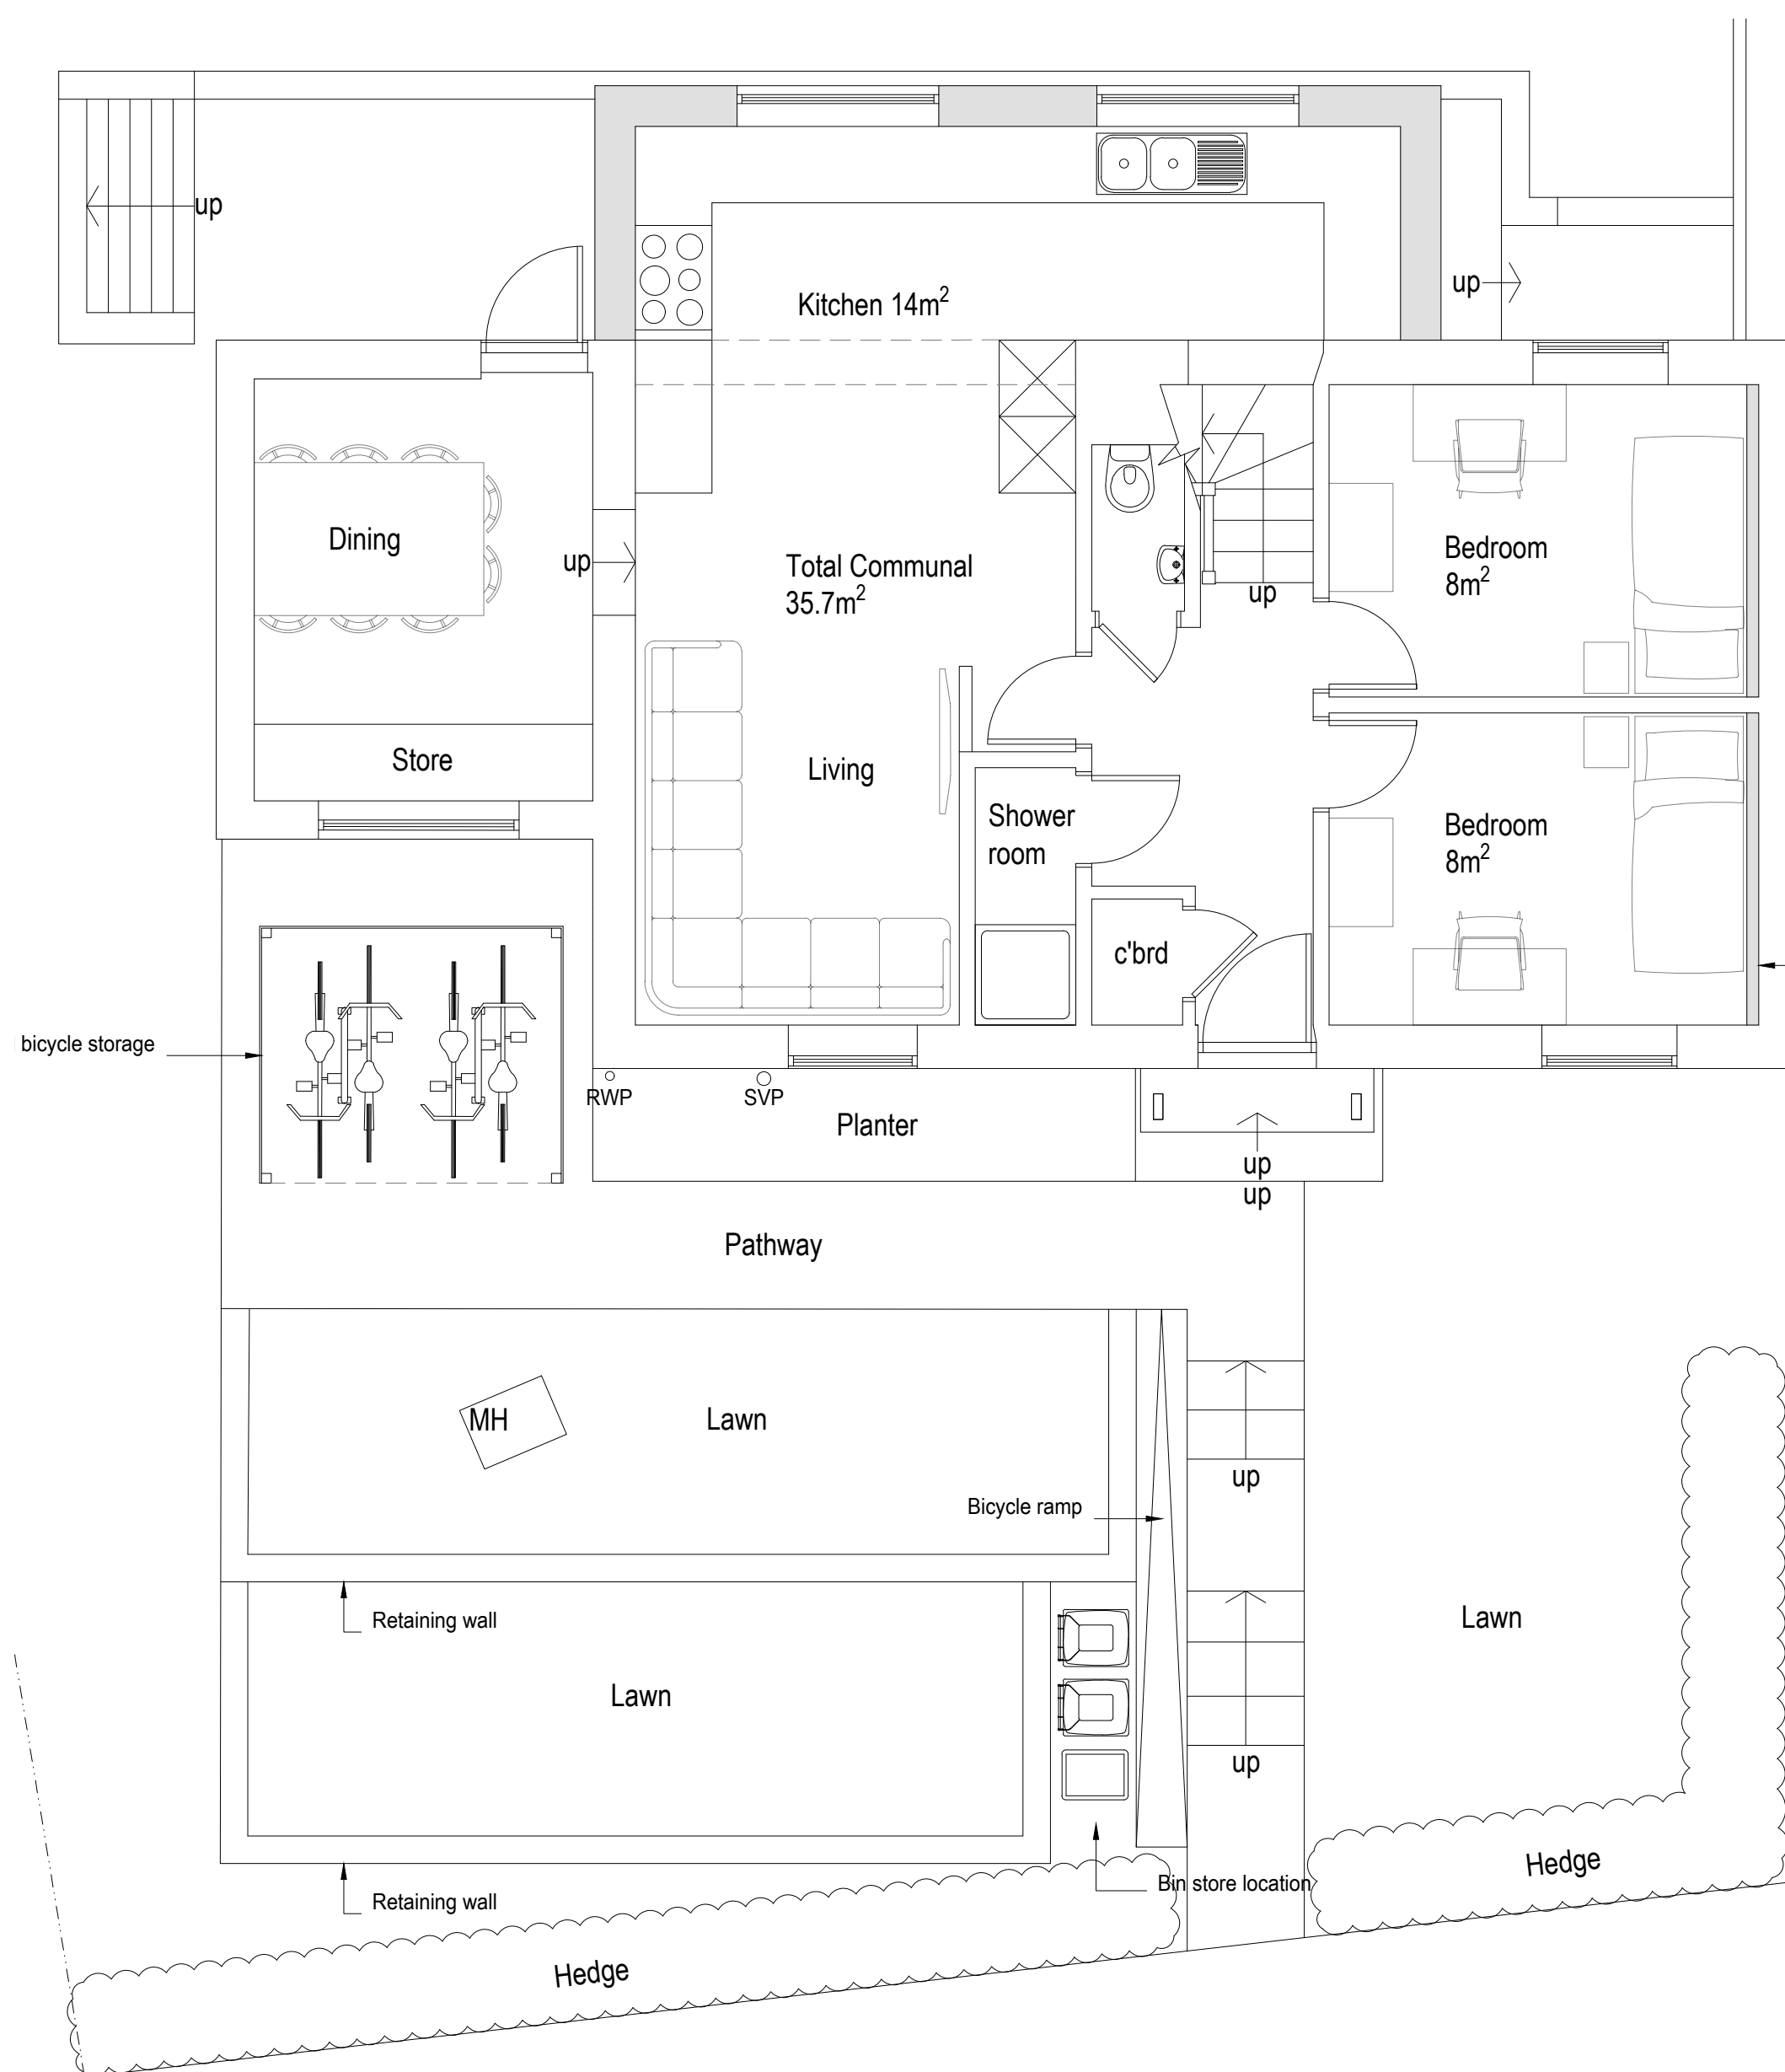 up
up
Kitchen 14m²
Dining
up
Total Communal
35.7m²
up
Bedroom
8m²
Store
Living
Shower
room
Bedroom
8m²
c'brd
bicycle storage
RWP
SVP
Planter
up
up
Pathway
MH
Lawn
up
Bicycle ramp
Retaining wall
Lawn
Lawn
up
Retaining wall
Bin store location
Hedge
Hedge